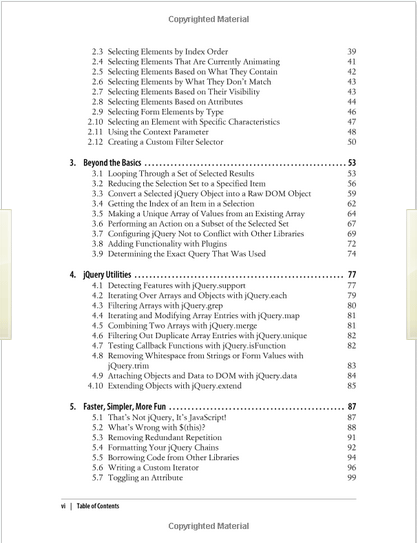 Copyrighted Material
2.3 Selecting Elements by Index Order 39
2.4 Selecting Elements That Are Currently Animating 41
2.5 Selecting Elements Based on What They Contain 42
2.6 Selecting Elements by What They Don't Match 43
2.7 Selecting Elements Based on Their Visibility 43
2.8 Selecting Elements Based on Attributes 44
2.9 Selecting Form Elements by Type 46
2.10 Selecting an Element with Specific Characteristics 47
2.11 Using the Context Parameter 48
2.12 Creating a Custom Filter Selector 50
3. Beyond the Basics . . . . . . . . . . . . . . . . . . . . . . . . . . . . . . . . . . . . . . . . . . . . . . . . . . 53
3.1 Looping Through a Set of Selected Results 53
3.2 Reducing the Selection Set to a Specified Item 56
3.3 Convert a Selected jQuery Object into a Raw DOM Object 59
3.4 Getting the Index of an Item in a Selection 62
3.5 Making a Unique Array of Values from an Existing Array 64
3.6 Performing an Action on a Subset of the Selected Set 67
3.7 Configuring jQuery Not to Conflict with Other Libraries 69
3.8 Adding Functionality with Plugins 72
3.9 Determining the Exact Query That Was Used 74
4. jQuery Utilities . . . . . . . . . . . . . . . . . . . . . . . . . . . . . . . . . . . . . . . . . . . . . . . . . . . . 77
4.1 Detecting Features with jQuery.support 77
4.2 Iterating Over Arrays and Objects with jQuery.each 79
4.3 Filtering Arrays with jQuery.grep 80
4.4 Iterating and Modifying Array Entries with jQuery.map 81
4.5 Combining Two Arrays with jQuery.merge 81
4.6 Filtering Out Duplicate Array Entries with jQuery.unique 82
4.7 Testing Callback Functions with jQuery.isFunction 82
4.8 Removing Whitespace from Strings or Form Values with
jQuery.trim 83
4.9 Attaching Objects and Data to DOM with jQuery.data 84
4.10 Extending Objects with jQuery.extend 85
5. Faster, Simpler, More Fun . . . . . . . . . . . . . . . . . . . . . . . . . . . . . . . . . . . . . . . . . . . 87
5.1 That's Not jQuery, It's JavaScript! 87
5.2 What's Wrong with $(this)? 88
5.3 Removing Redundant Repetition 91
5.4 Formatting Your jQuery Chains 92
5.5 Borrowing Code from Other Libraries 94
5.6 Writing a Custom Iterator 96
5.7 Toggling an Attribute 99
vi | Table of Contents
Copyrighted Material